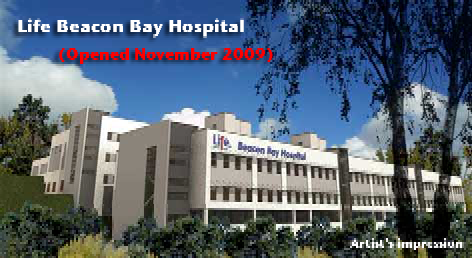 Life Beacon Bay Hospital
(Opened November 2009)
Life Beacon Bay Hospital
Artist's Impression